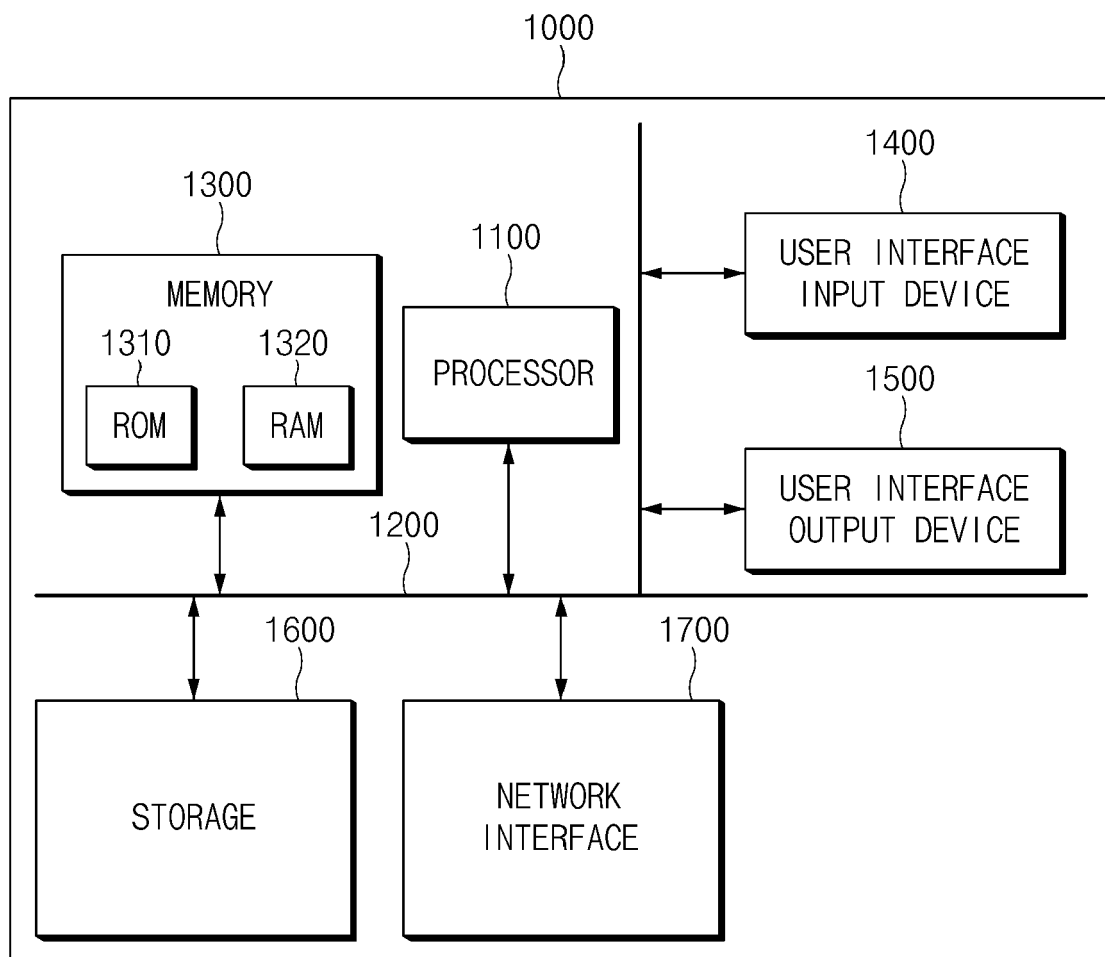 1000
1300
1100
1400
MEMORY
USER INTERFACE
INPUT DEVICE
1310
1320
PROCESSOR
1500
ROM
RAM
USER INTERFACE
OUTPUT DEVICE
1200
1600
1700
STORAGE
NETWORK
INTERFACE